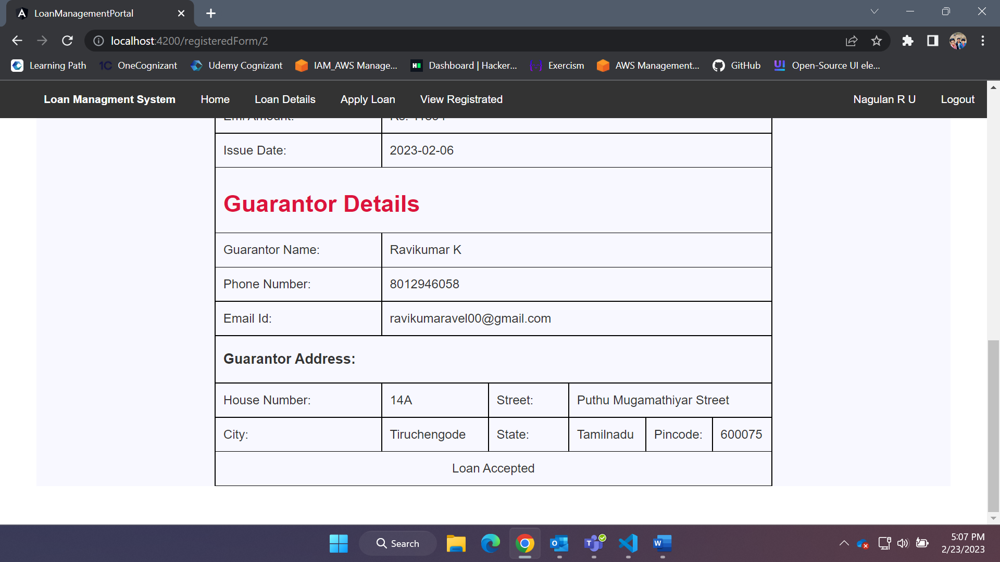 LoanManagementPortal
localhost:4200/registeredForm/2
Learning Path OneCognizant Udemy Cognizant IAM_AWS Manage... Dashboard | Hacker... Exercism AWS Management... GitHub Open-Source UI ele...
Loan Managment System Home Loan Details Apply Loan View Registrated Nagulan R U Logout
Issue Date: 2023-02-06
Guarantor Details
Guarantor Name: Ravikumar K
Phone Number: 8012946058
Email Id: ravikumaravel00@gmail.com
Guarantor Address:
House Number: 14A Street: Puthu Mugamathiyar Street
City: Tiruchengode State: Tamilnadu Pincode: 600075
Loan Accepted
Search
5:07 PM
2/23/2023